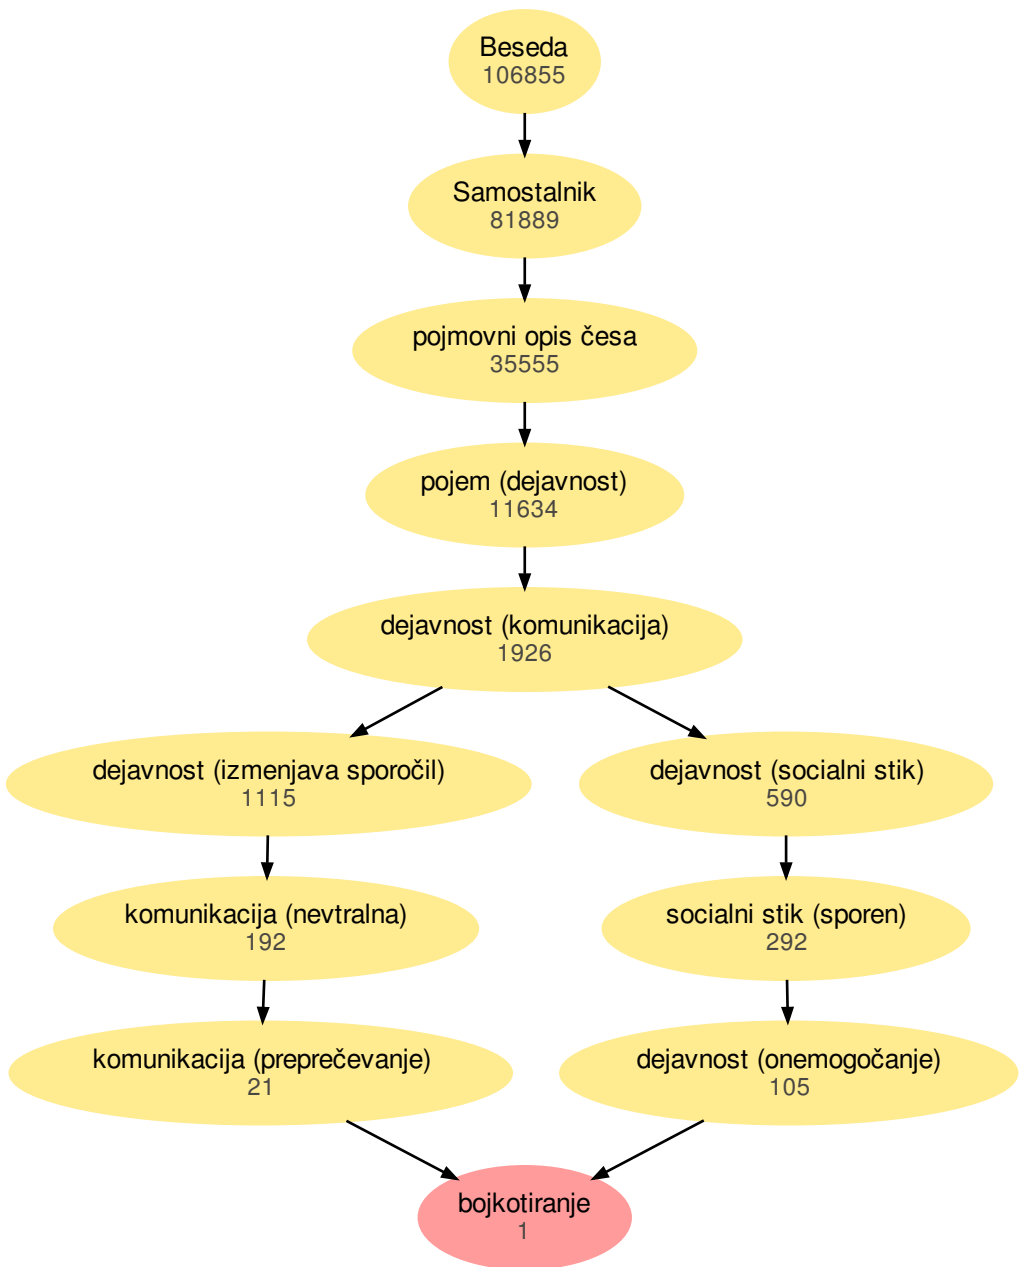 Beseda
106855
Samostalnik
81889
pojmovni opis česa
35555
pojem (dejavnost)
11634
dejavnost (komunikacija)
1926
dejavnost (izmenjava sporočil)
1115
dejavnost (socialni stik)
590
komunikacija (nevtralna)
192
socialni stik (sporen)
292
komunikacija (preprečevanje)
21
dejavnost (onemogočanje)
105
bojkotiranje
1